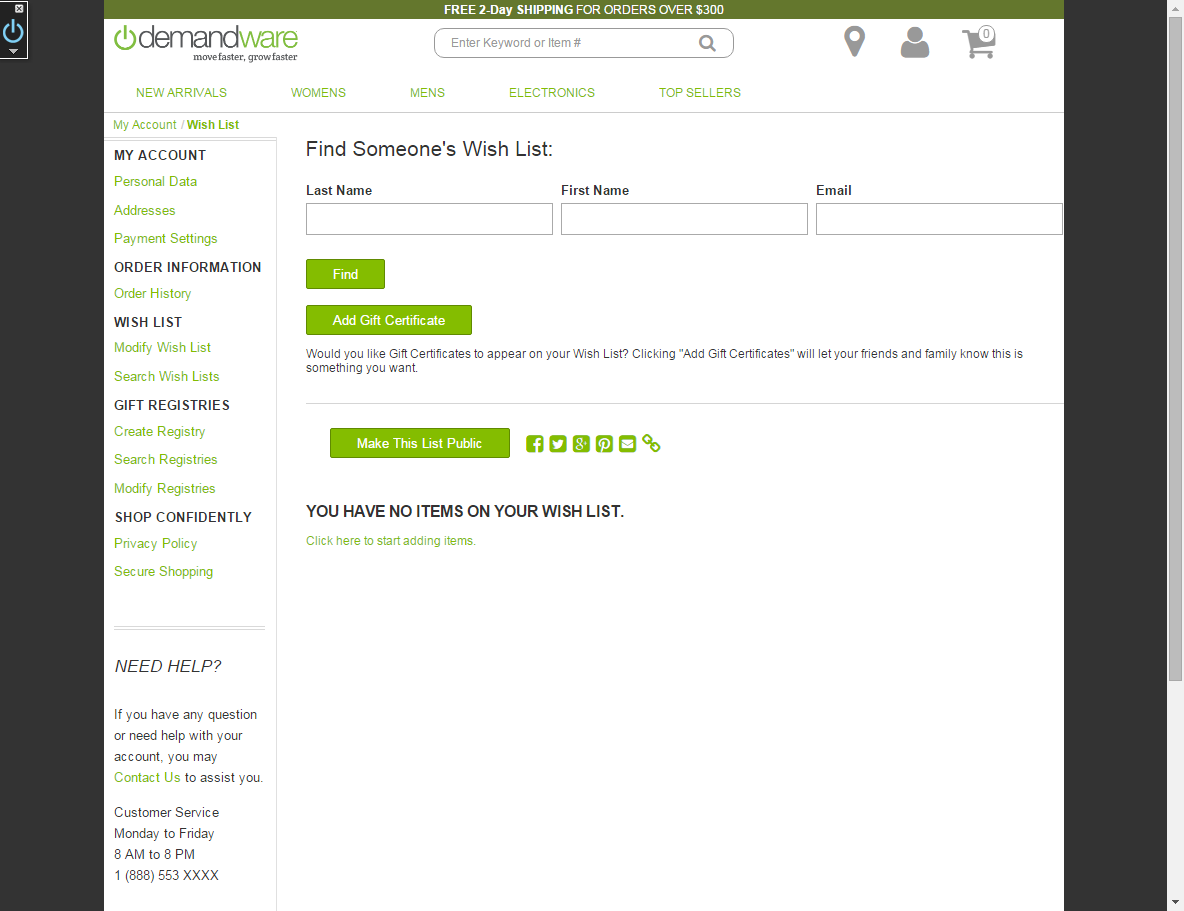 FREE 2-Day SHIPPING FOR ORDERS OVER $300
demandware
move faster, grow faster
Enter Keyword or Item #
0
NEW ARRIVALS
WOMENS
MENS
ELECTRONICS
TOP SELLERS
My Account / Wish List
MY ACCOUNT
Personal Data
Addresses
Payment Settings
ORDER INFORMATION
Order History
WISH LIST
Modify Wish List
Search Wish Lists
GIFT REGISTRIES
Create Registry
Search Registries
Modify Registries
SHOP CONFIDENTLY
Privacy Policy
Secure Shopping
NEED HELP?
If you have any question
or need help with your
account, you may
Contact Us to assist you.
Customer Service
Monday to Friday
8 AM to 8 PM
1 (888) 553 XXXX
Find Someone's Wish List:
Last Name
First Name
Email
Find
Add Gift Certificate
Would you like Gift Certificates to appear on your Wish List? Clicking "Add Gift Certificates" will let your friends and family know this is
something you want.
Make This List Public
YOU HAVE NO ITEMS ON YOUR WISH LIST.
Click here to start adding items.